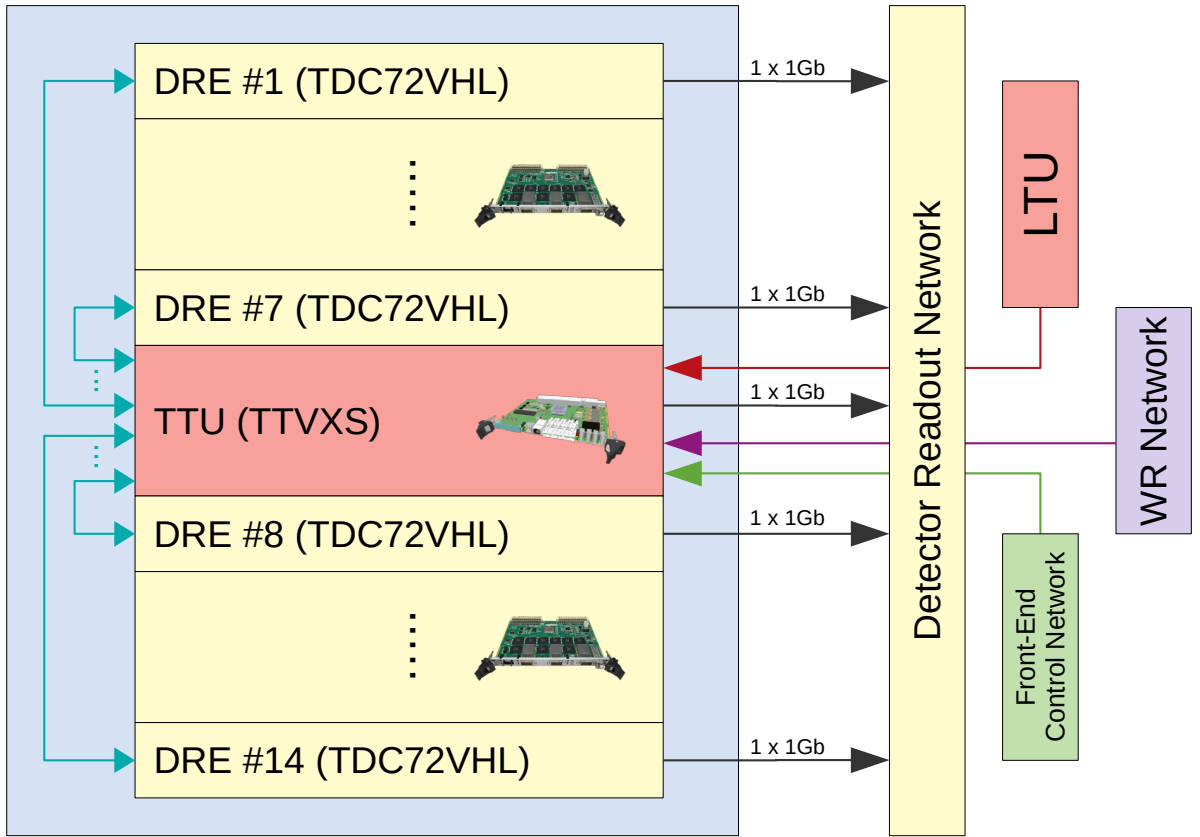 DRE #1 (TDC72VHL)
1 x 1Gb
DRE #7 (TDC72VHL)
1 x 1Gb
TTU (TTVXS)
1 x 1Gb
DRE #8 (TDC72VHL)
1 x 1Gb
DRE #14 (TDC72VHL)
1 x 1Gb
Detector Readout Network
LTU
WR Network
Front-End
Control Network